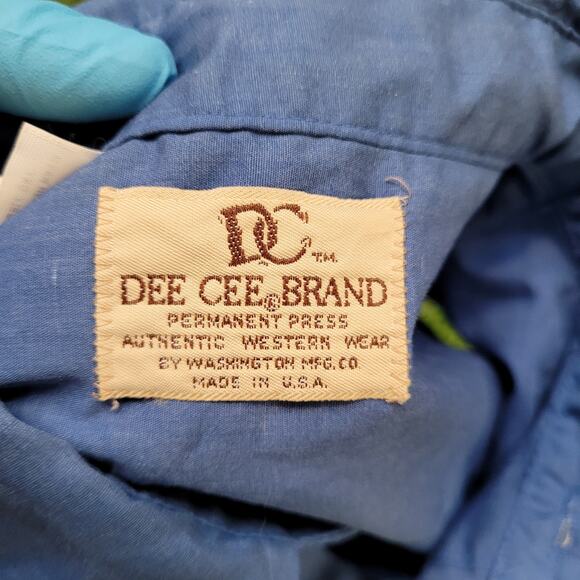 DC TM.
DEE CEE® BRAND
PERMANENT PRESS
AUTHENTIC WESTERN WEAR
BY WASHINGTON MFG. CO.
MADE IN U.S.A.